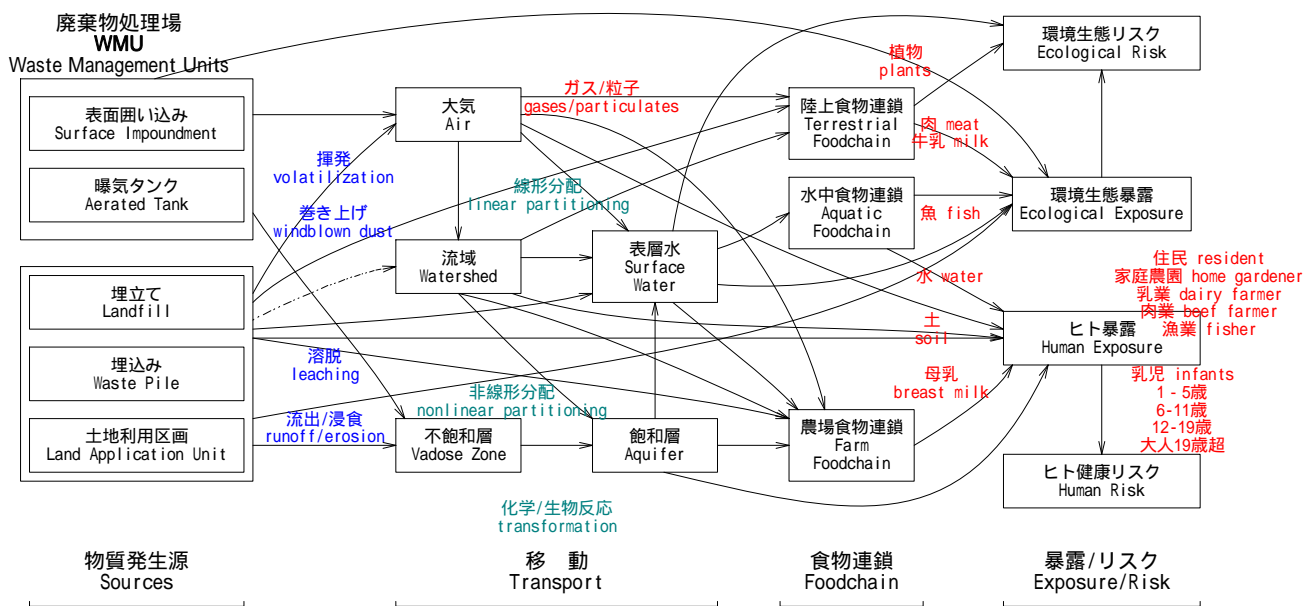 廃棄物処理場
WMU
Waste Management Units
表面囲い込み
Surface Impoundment
曝気タンク
Aerated Tank
埋立て
Landfill
埋込み
Waste Pile
土地利用区画
Land Application Unit
揮発
volatilization
巻き上げ
windblown dust
溶脱
leaching
流出/浸食
runoff/erosion
大気
Air
流域
Watershed
不飽和層
Vadose Zone
ガス/粒子
gases/particulates
線形分配
linear partitioning
非線形分配
nonlinear partitioning
化学/生物反応
transformation
表層水
Surface
Water
飽和層
Aquifer
陸上食物連鎖
Terrestrial
Foodchain
水中食物連鎖
Aquatic
Foodchain
農場食物連鎖
Farm
Foodchain
植物
plants
肉 meat
牛乳 milk
魚 fish
水 water
土
soil
母乳
breast milk
環境生態リスク
Ecological Risk
環境生態暴露
Ecological Exposure
住民 resident
家庭農園 home gardener
乳業 dairy farmer
肉業 beef farmer
漁業 fisher
ヒト暴露
Human Exposure
乳児 infants
1 - 5歳
6-11歳
12-19歳
大人19歳超
ヒト健康リスク
Human Risk
物質発生源
Sources
移 動
Transport
食物連鎖
Foodchain
暴露/リスク
Exposure/Risk